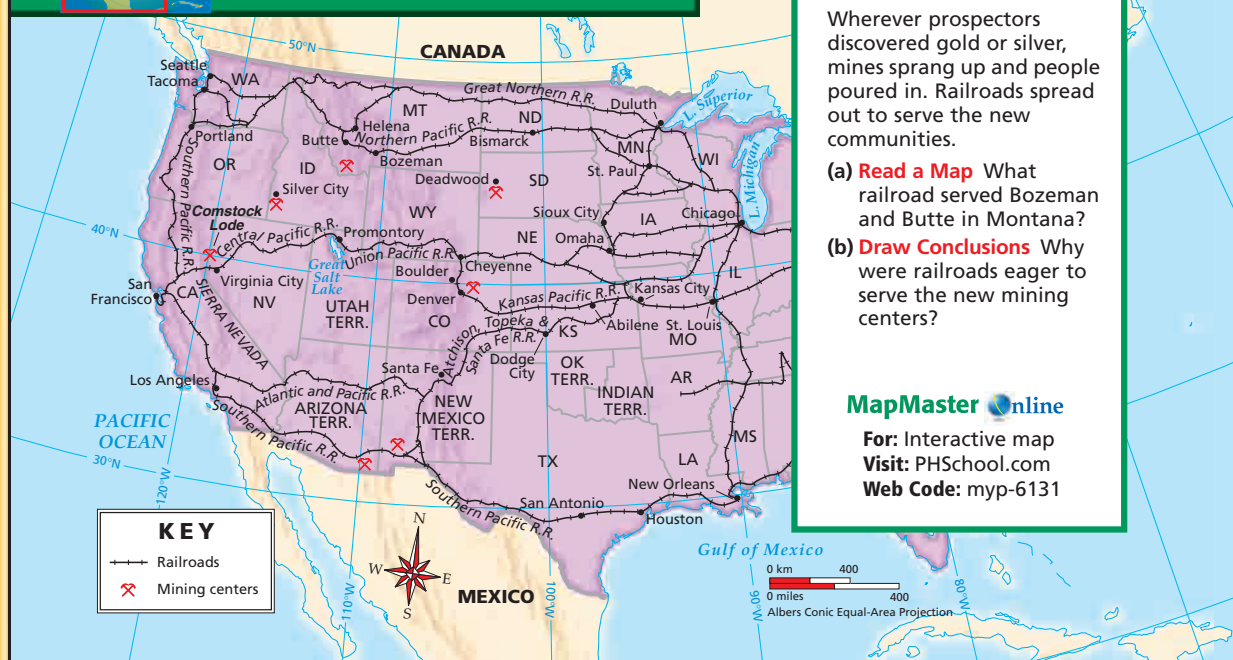 50°N
CANADA
Seattle
Tacoma
WA
Great Northern R.R.
MT
Duluth
L. Superior
Portland
Helena
Butte
Northern Pacific R.R.
ND
Bismarck
MN
WI
L. Michigan
OR
ID
Bozeman
St. Paul
Silver City
Deadwood
SD
Southern Pacific R.R.
Comstock
Lode
WY
Sioux City
IA
Chicago
40°N
Central Pacific R.R.
Promontory
NE
Omaha
Union Pacific R.R.
Cheyenne
Great
Salt
Lake
Boulder
IL
Virginia City
San
Francisco
CA
SIERRA NEVADA
NV
UTAH
TERR.
Denver
CO
Kansas Pacific R.R.
Kansas City
Atchison, Topeka &
Santa Fe R.R.
KS
Abilene
St. Louis
MO
Dodge
City
Santa Fe
OK
TERR.
Los Angeles
Atlantic and Pacific R.R.
INDIAN
TERR.
AR
ARIZONA
TERR.
NEW
MEXICO
TERR.
PACIFIC
OCEAN
Southern Pacific R.R.
MS
30°N
TX
LA
120°W
New Orleans
Southern Pacific R.R.
San Antonio
Houston
KEY
Railroads
Mining centers
N
W
E
S
MEXICO
Gulf of Mexico
110°W
100°W
90°W
80°W
0 km
400
0 miles
400
Albers Conic Equal-Area Projection
Wherever prospectors
discovered gold or silver,
mines sprang up and people
poured in. Railroads spread
out to serve the new
communities.
(a) Read a Map What
railroad served Bozeman
and Butte in Montana?
(b) Draw Conclusions Why
were railroads eager to
serve the new mining
centers?
MapMaster Online
For: Interactive map
Visit: PHSchool.com
Web Code: myp-6131